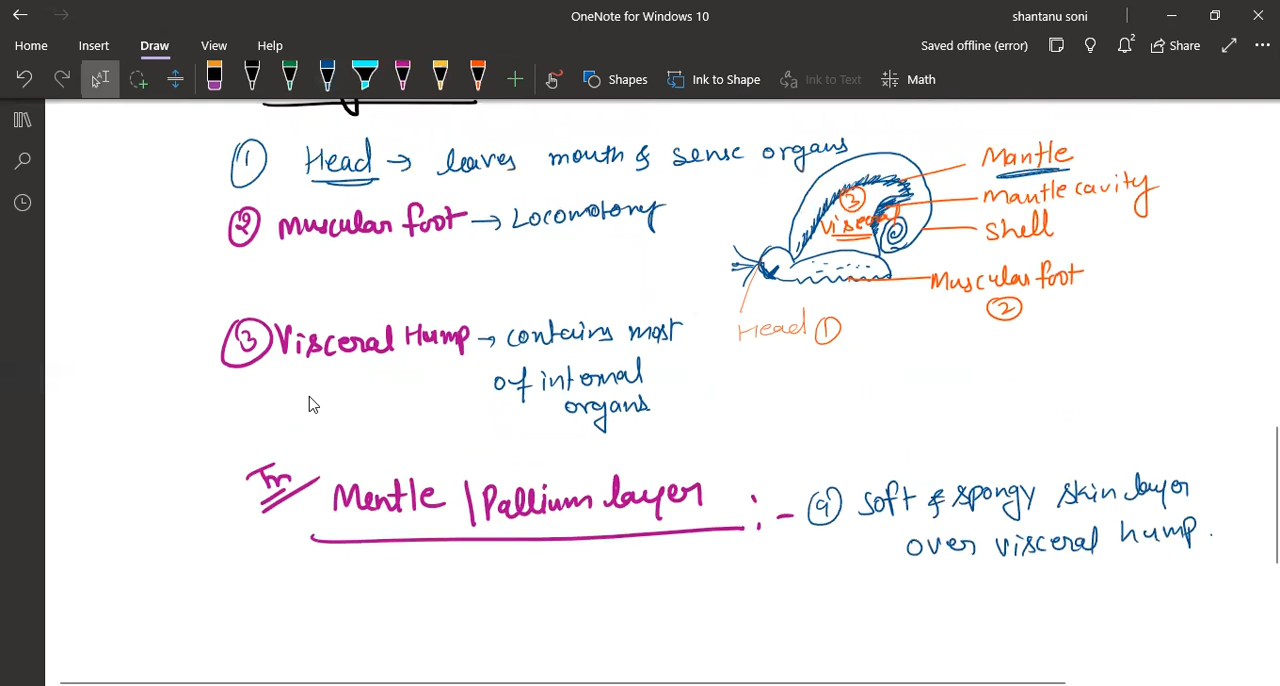 OneNote for Windows 10
shantanu soni
Home Insert Draw View Help
Saved offline (error)
Share
Shapes
Ink to Shape
Ink to Text
Math
① Head → leaves mouth & sense organs
② Muscular foot → Locomotory
③ Visceral Hump → contains most
of internal
organs
Mantle
Mantle cavity
Shell
Muscular foot
②
③
Visceral
Head ①
Mentle | Pallium layer :-
ⓐ soft & spongy skin layer
over visceral hump.